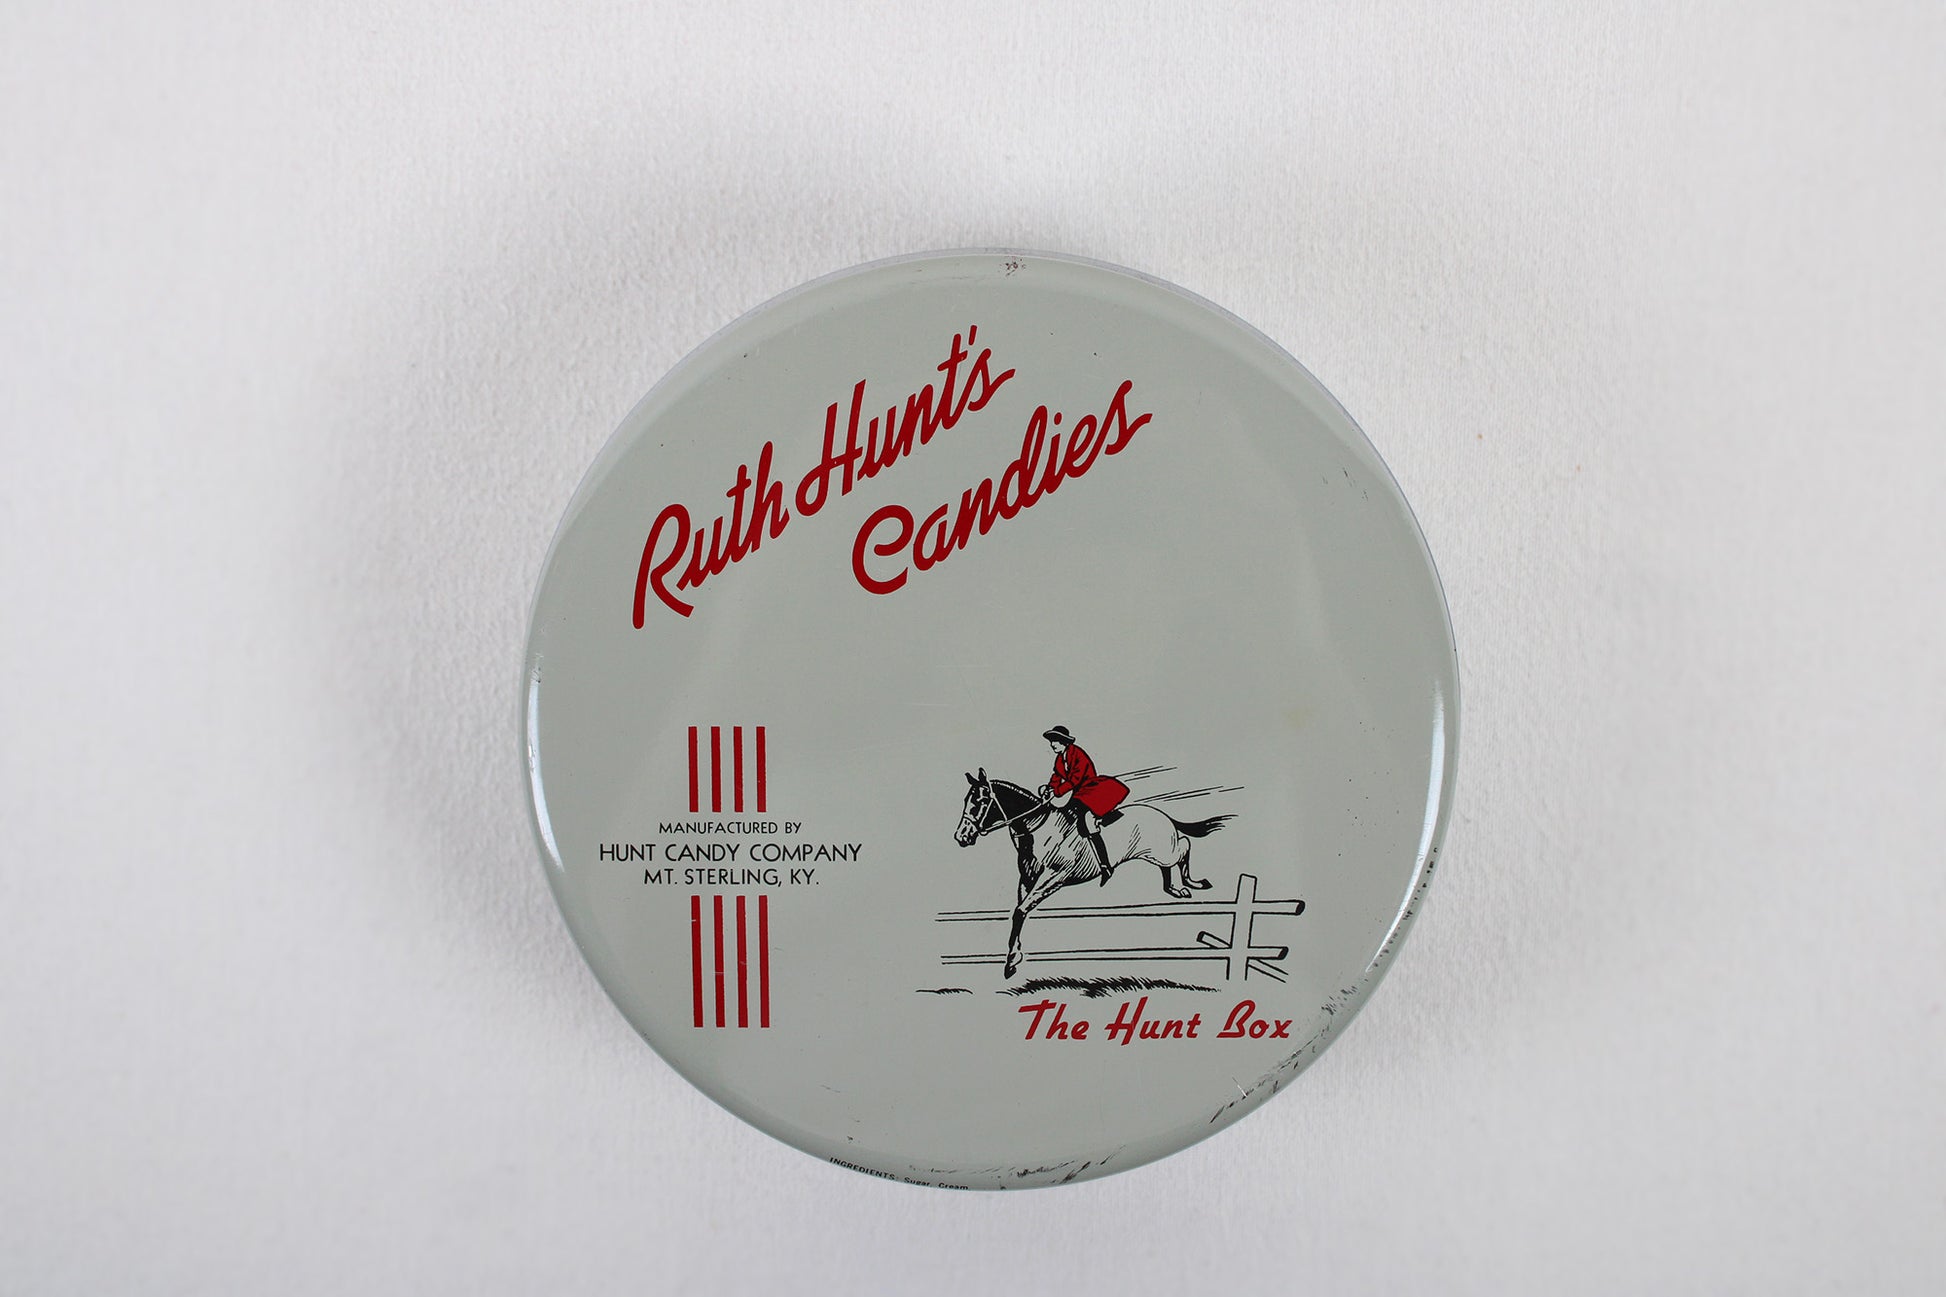 Ruth Hunt's
Candies
MANUFACTURED BY
HUNT CANDY COMPANY
MT. STERLING, KY.
The Hunt Box
INGREDIENTS: Sugar, Cream,